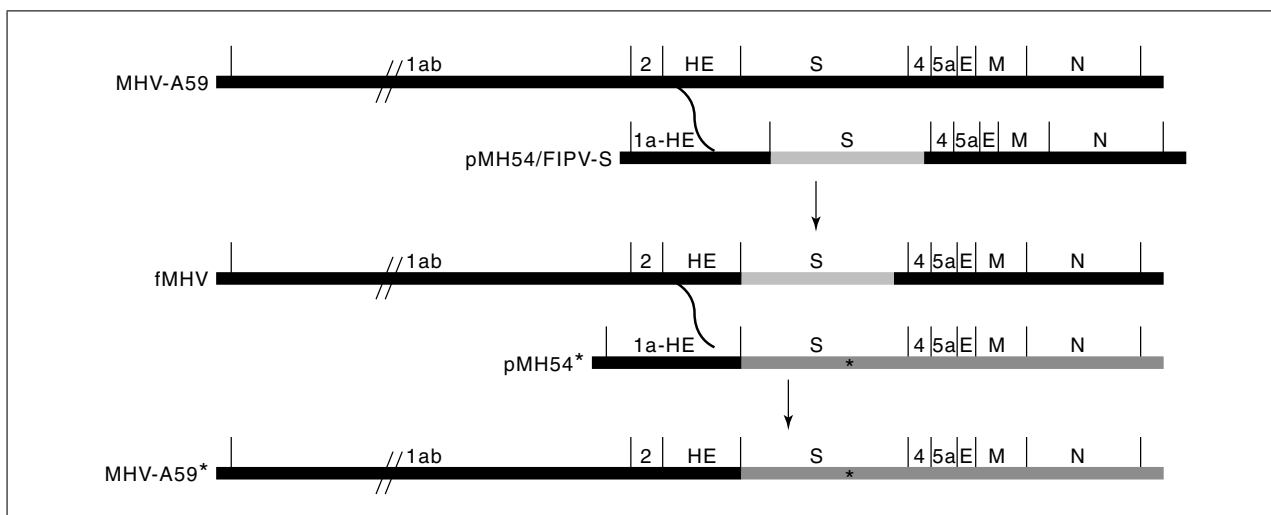 1ab 2 HE S 4 5a E M N
MHV-A59
1a-HE S 4 5a E M N
pMH54/FIPV-S
1ab 2 HE S 4 5a E M N
fMHV
1a-HE S 4 5a E M N
pMH54* *
1ab 2 HE S 4 5a E M N
MHV-A59* *